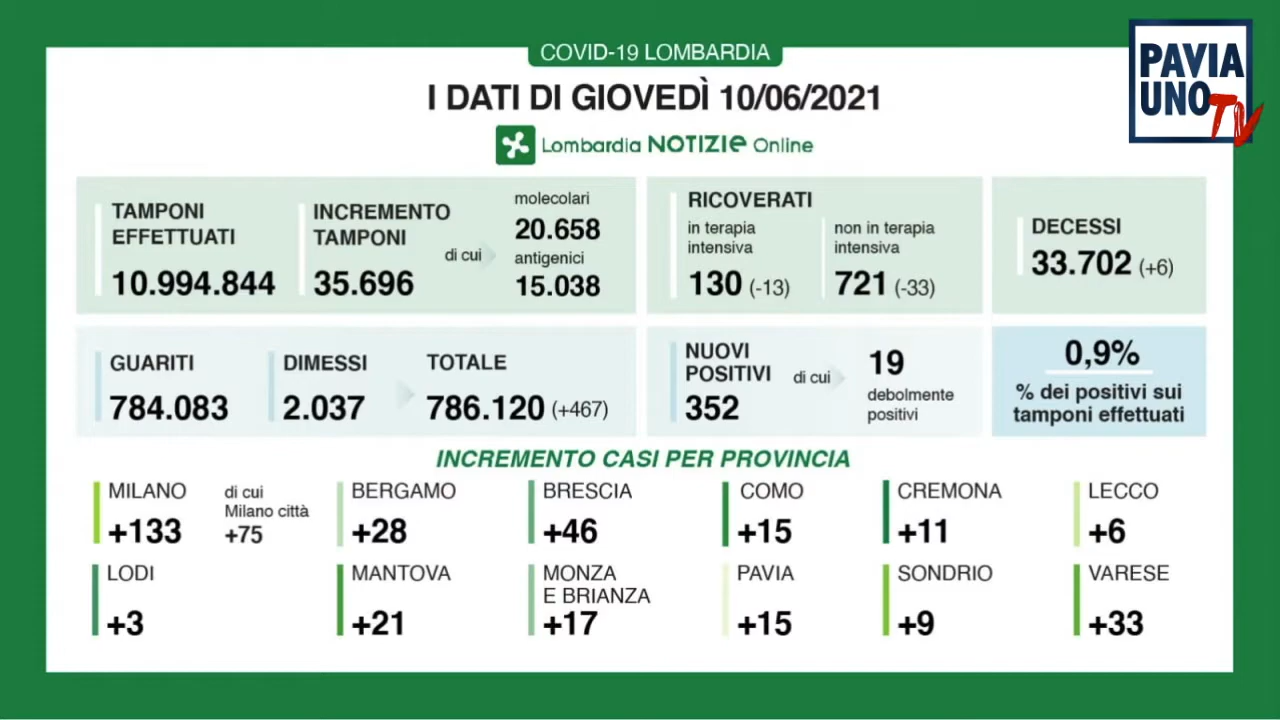 COVID-19 LOMBARDIA
I DATI DI GIOVEDÌ 10/06/2021
Lombardia NOTIZIE Online
PAVIA
UNO TV
TAMPONI
EFFETTUATI
10.994.844
INCREMENTO
TAMPONI
35.696
di cui
molecolari
20.658
antigenici
15.038
RICOVERATI
in terapia
intensiva
130 (-13)
non in terapia
intensiva
721 (-33)
DECESSI
33.702 (+6)
GUARITI
784.083
DIMESSI
2.037
TOTALE
786.120 (+467)
NUOVI
POSITIVI
352
di cui
19
debolmente
positivi
0,9%
% dei positivi sui
tamponi effettuati
INCREMENTO CASI PER PROVINCIA
MILANO
+133
di cui
Milano città
+75
BERGAMO
+28
BRESCIA
+46
COMO
+15
CREMONA
+11
LECCO
+6
LODI
+3
MANTOVA
+21
MONZA
E BRIANZA
+17
PAVIA
+15
SONDRIO
+9
VARESE
+33